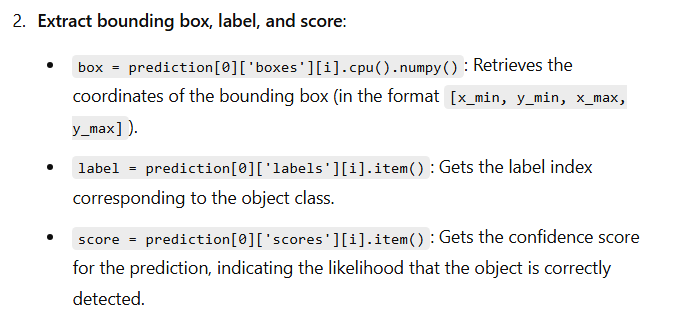 2. Extract bounding box, label, and score:
• box = prediction[0]['boxes'][i].cpu().numpy() : Retrieves the
coordinates of the bounding box (in the format [x_min, y_min, x_max,
y_max] ).
• label = prediction[0]['labels'][i].item() : Gets the label index
corresponding to the object class.
• score = prediction[0]['scores'][i].item() : Gets the confidence score
for the prediction, indicating the likelihood that the object is correctly
detected.